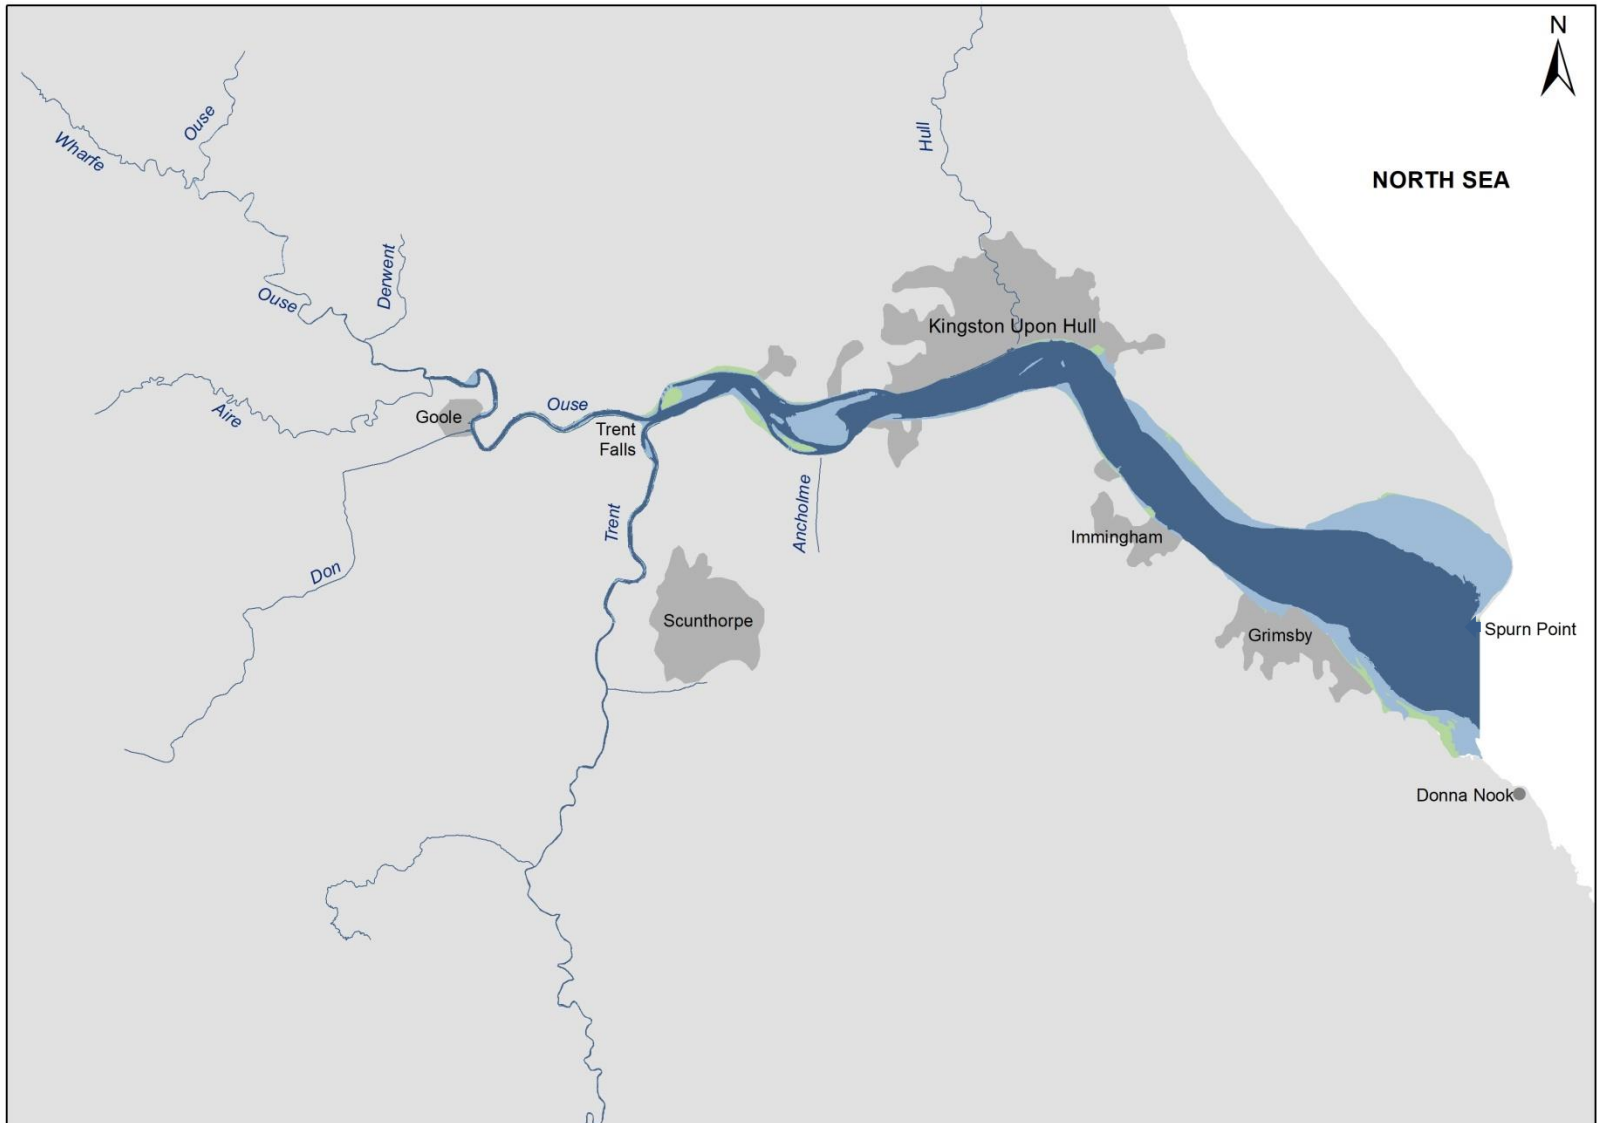 N
Ouse
Wharfe
Hull
NORTH SEA
Derwent
Ouse
Kingston Upon Hull
Aire
Goole
Ouse
Trent
Falls
Ancholme
Trent
Immingham
Don
Scunthorpe
Grimsby
Spurn Point
Donna Nook